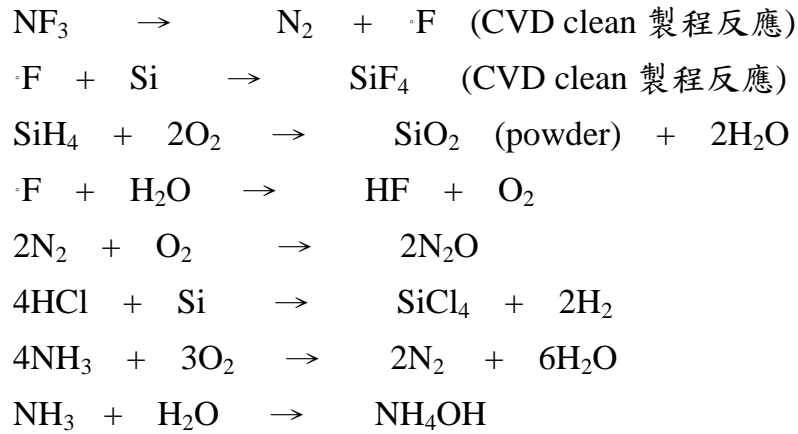 NF₃ → N₂ + ·F (CVD clean 製程反應)
·F + Si → SiF₄ (CVD clean 製程反應)
SiH₄ + 2O₂ → SiO₂ (powder) + 2H₂O
·F + H₂O → HF + O₂
2N₂ + O₂ → 2N₂O
4HCl + Si → SiCl₄ + 2H₂
4NH₃ + 3O₂ → 2N₂ + 6H₂O
NH₃ + H₂O → NH₄OH